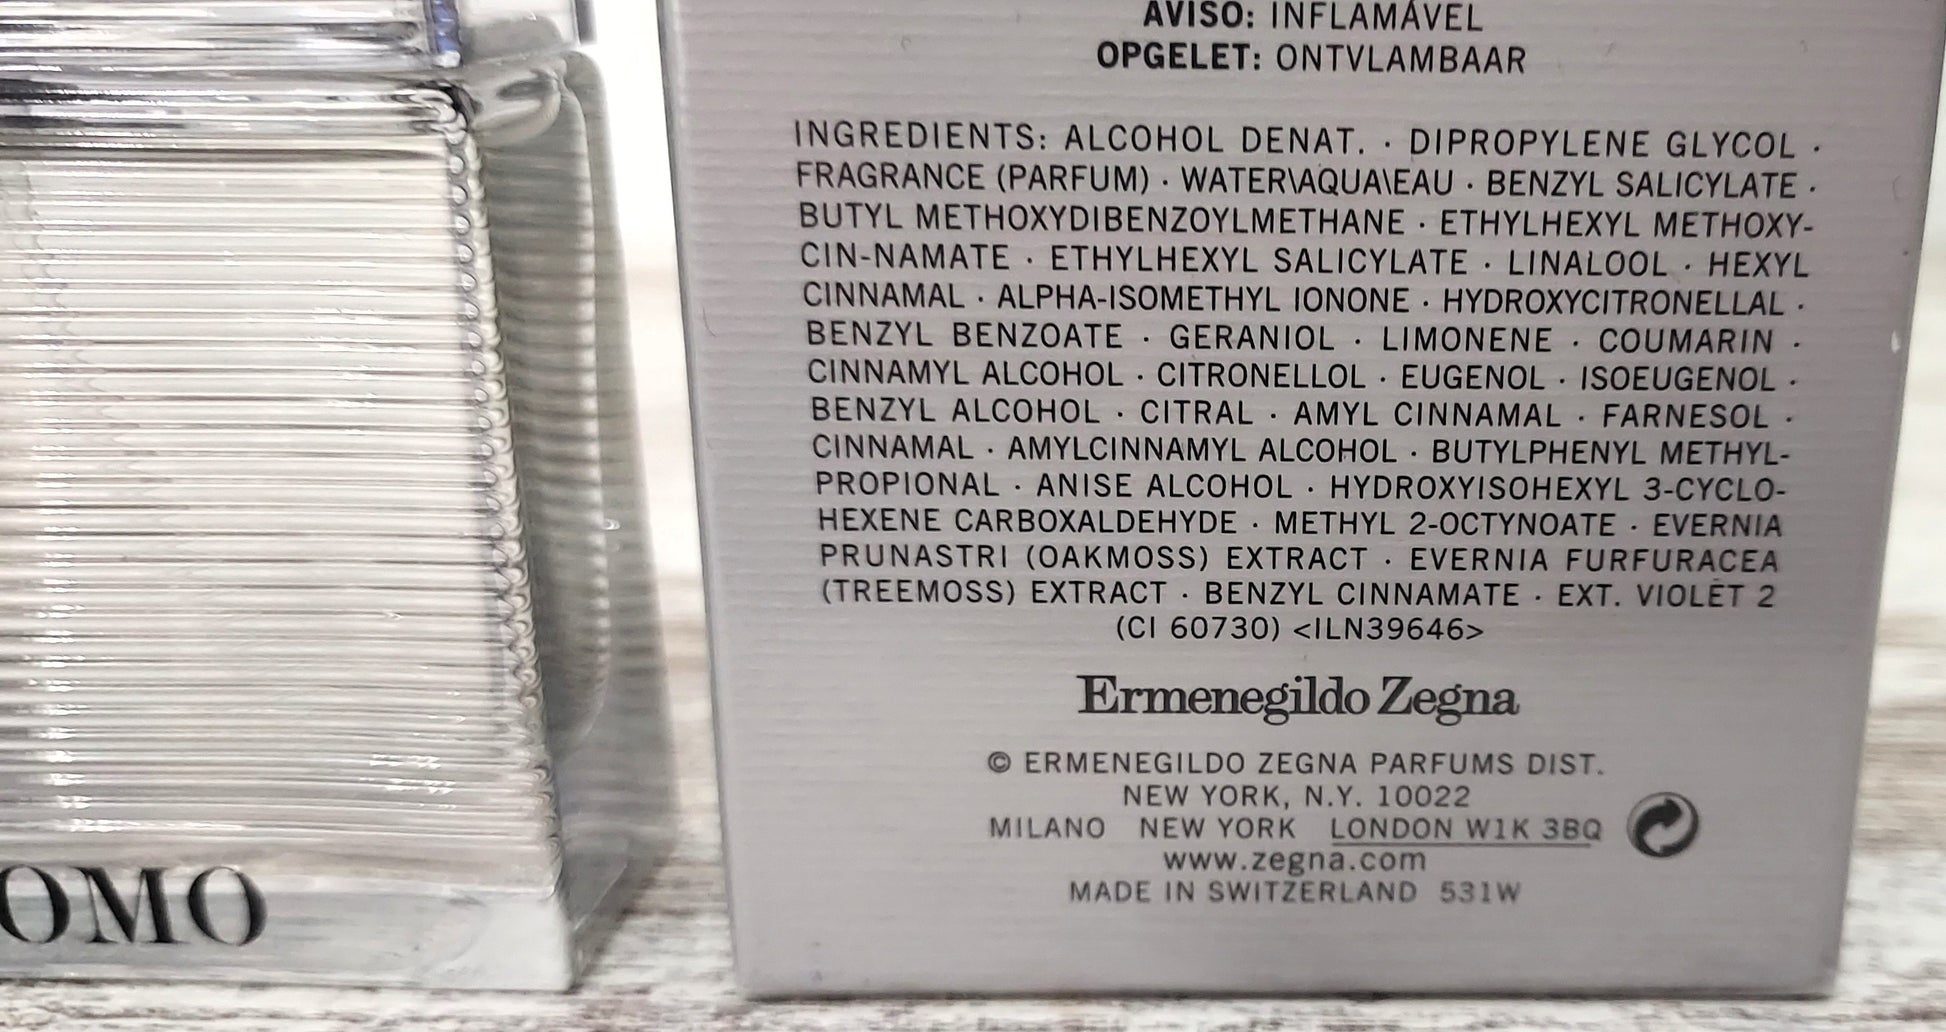 AVISO: INFLAMÁVEL
OPGELET: ONTVLAMBAAR
INGREDIENTS: ALCOHOL DENAT. · DIPROPYLENE GLYCOL ·
FRAGRANCE (PARFUM) · WATER\AQUA\EAU · BENZYL SALICYLATE ·
BUTYL METHOXYDIBENZOYLMETHANE · ETHYLHEXYL METHOXY-
CIN-NAMATE · ETHYLHEXYL SALICYLATE · LINALOOL · HEXYL
CINNAMAL · ALPHA-ISOMETHYL IONONE · HYDROXYCITRONELLAL ·
BENZYL BENZOATE · GERANIOL · LIMONENE · COUMARIN ·
CINNAMYL ALCOHOL · CITRONELLOL · EUGENOL · ISOEUGENOL ·
BENZYL ALCOHOL · CITRAL · AMYL CINNAMAL · FARNESOL ·
CINNAMAL · AMYLCINNAMYL ALCOHOL · BUTYLPHENYL METHYL-
PROPIONAL · ANISE ALCOHOL · HYDROXYISOHEXYL 3-CYCLO-
HEXENE CARBOXALDEHYDE · METHYL 2-OCTYNOATE · EVERNIA
PRUNASTRI (OAKMOSS) EXTRACT · EVERNIA FURFURACEA
(TREEMOSS) EXTRACT · BENZYL CINNAMATE · EXT. VIOLET 2
(CI 60730) <ILN39646>
Ermenegildo Zegna
© ERMENEGILDO ZEGNA PARFUMS DIST.
NEW YORK, N.Y. 10022
MILANO NEW YORK LONDON W1K 3BQ
www.zegna.com
MADE IN SWITZERLAND 531W
OMO